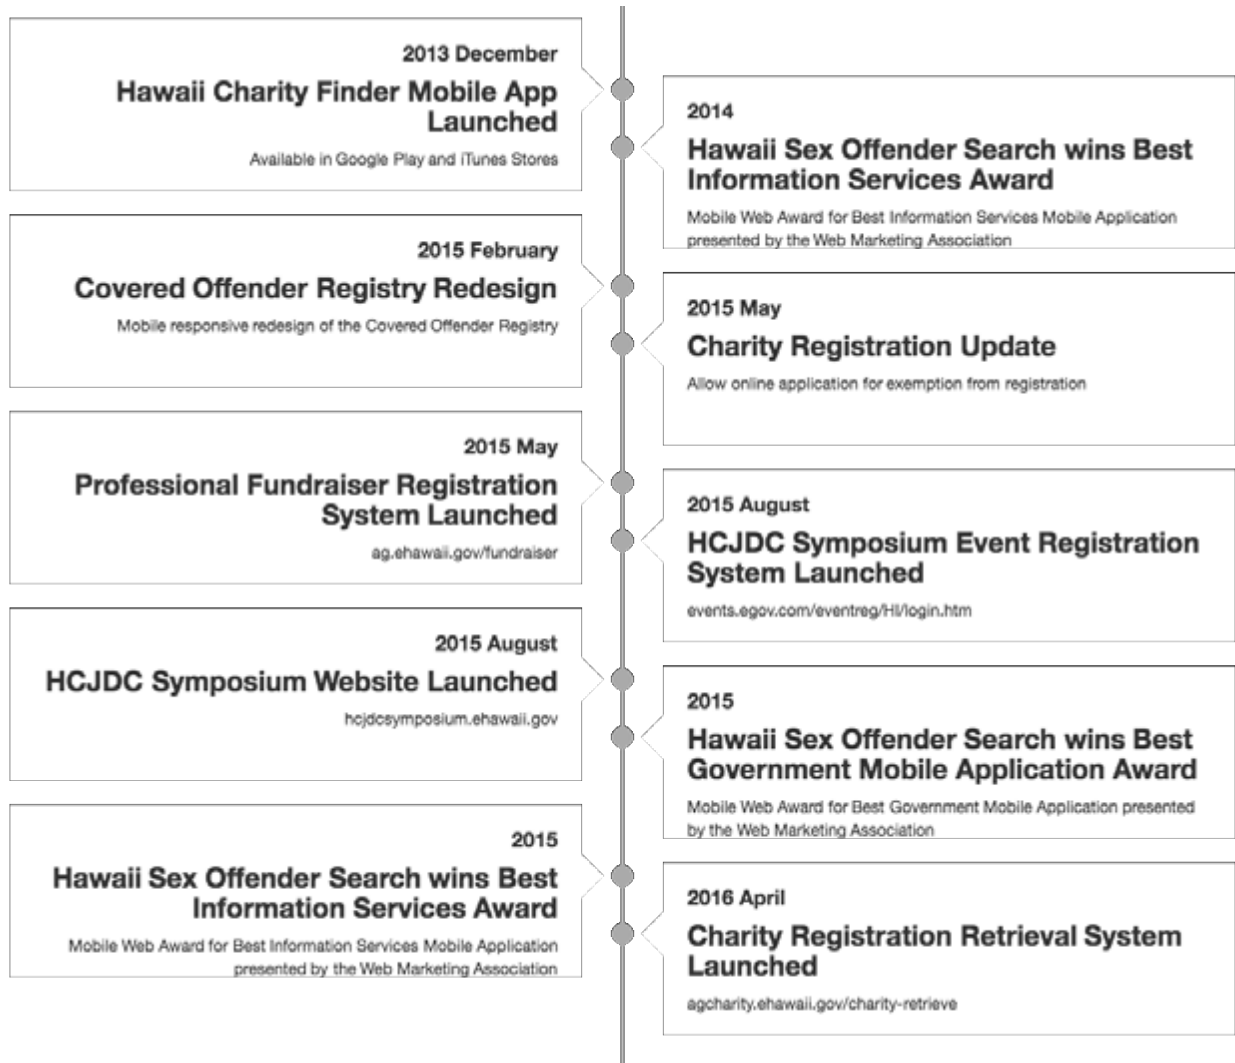 2013 December
Hawaii Charity Finder Mobile App
Launched
Available in Google Play and iTunes Stores
2014
Hawaii Sex Offender Search wins Best
Information Services Award
Mobile Web Award for Best Information Services Mobile Application
presented by the Web Marketing Association
2015 February
Covered Offender Registry Redesign
Mobile responsive redesign of the Covered Offender Registry
2015 May
Charity Registration Update
Allow online application for exemption from registration
2015 May
Professional Fundraiser Registration
System Launched
ag.ehawaii.gov/fundraiser
2015 August
HCJDC Symposium Event Registration
System Launched
events.egov.com/eventreg/HI/login.htm
2015 August
HCJDC Symposium Website Launched
hcjdcsymposium.ehawaii.gov
2015
Hawaii Sex Offender Search wins Best
Government Mobile Application Award
Mobile Web Award for Best Government Mobile Application presented
by the Web Marketing Association
2015
Hawaii Sex Offender Search wins Best
Information Services Award
Mobile Web Award for Best Information Services Mobile Application
presented by the Web Marketing Association
2016 April
Charity Registration Retrieval System
Launched
agcharity.ehawaii.gov/charity-retrieve